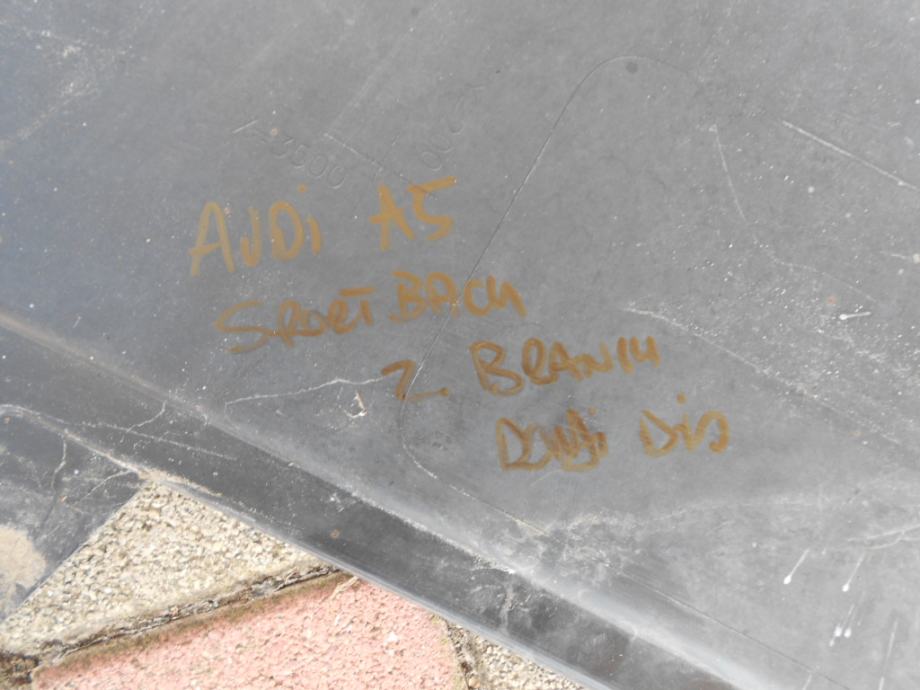 AUDi A5
SPORTBACK
z BRANIK
DONJI DIO